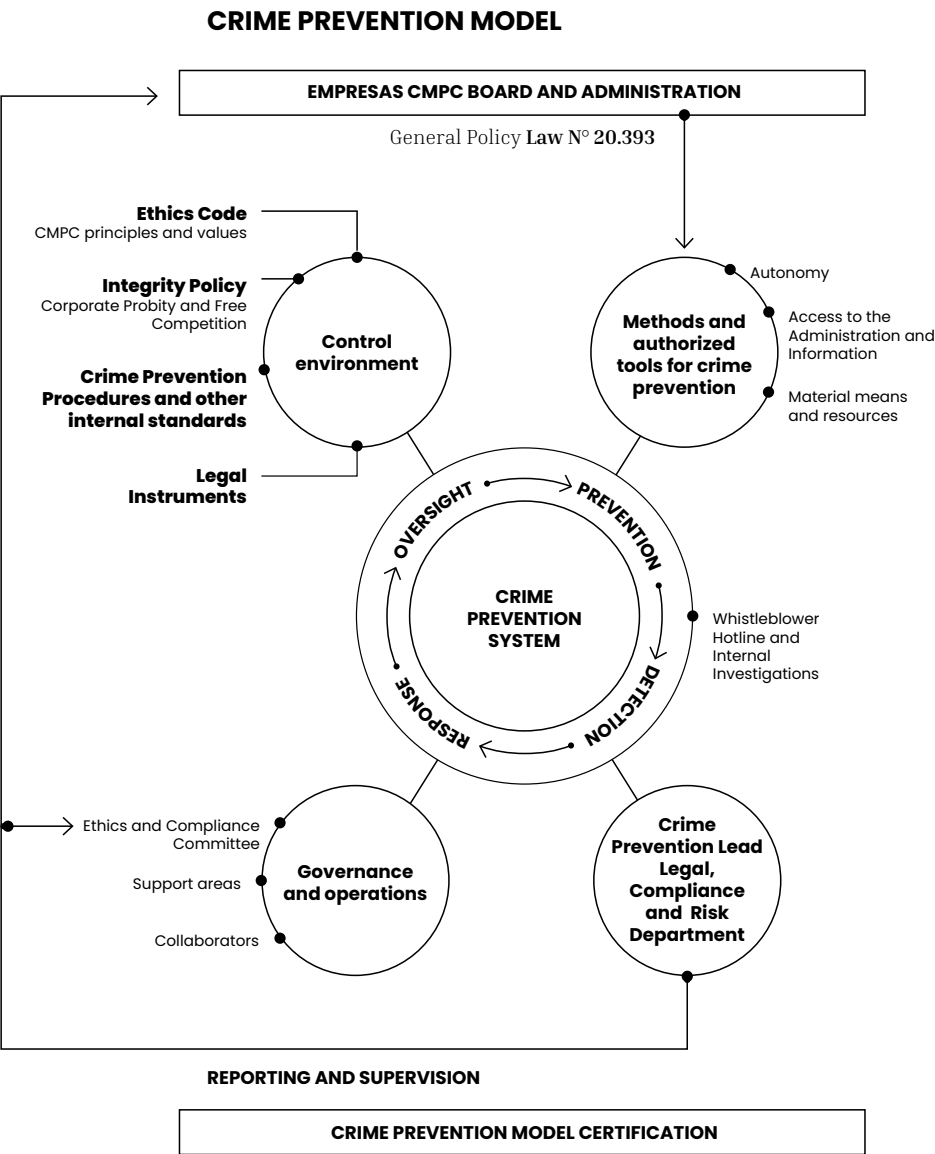 CRIME PREVENTION MODEL
EMPRESAS CMPC BOARD AND ADMINISTRATION
General Policy Law N° 20.393
Ethics Code
CMPC principles and values
Integrity Policy
Corporate Probity and Free
Competition
Crime Prevention
Procedures and other
internal standards
Legal
Instruments
Control
environment
Methods and
authorized
tools for crime
prevention
Autonomy
Access to the
Administration and
Information
Material means
and resources
OVERSIGHT
PREVENTION
DETECTION
RESPONSE
CRIME
PREVENTION
SYSTEM
Whistleblower
Hotline and
Internal
Investigations
Ethics and Compliance
Committee
Support areas
Collaborators
Governance
and operations
Crime
Prevention Lead
Legal,
Compliance
and Risk
Department
REPORTING AND SUPERVISION
CRIME PREVENTION MODEL CERTIFICATION